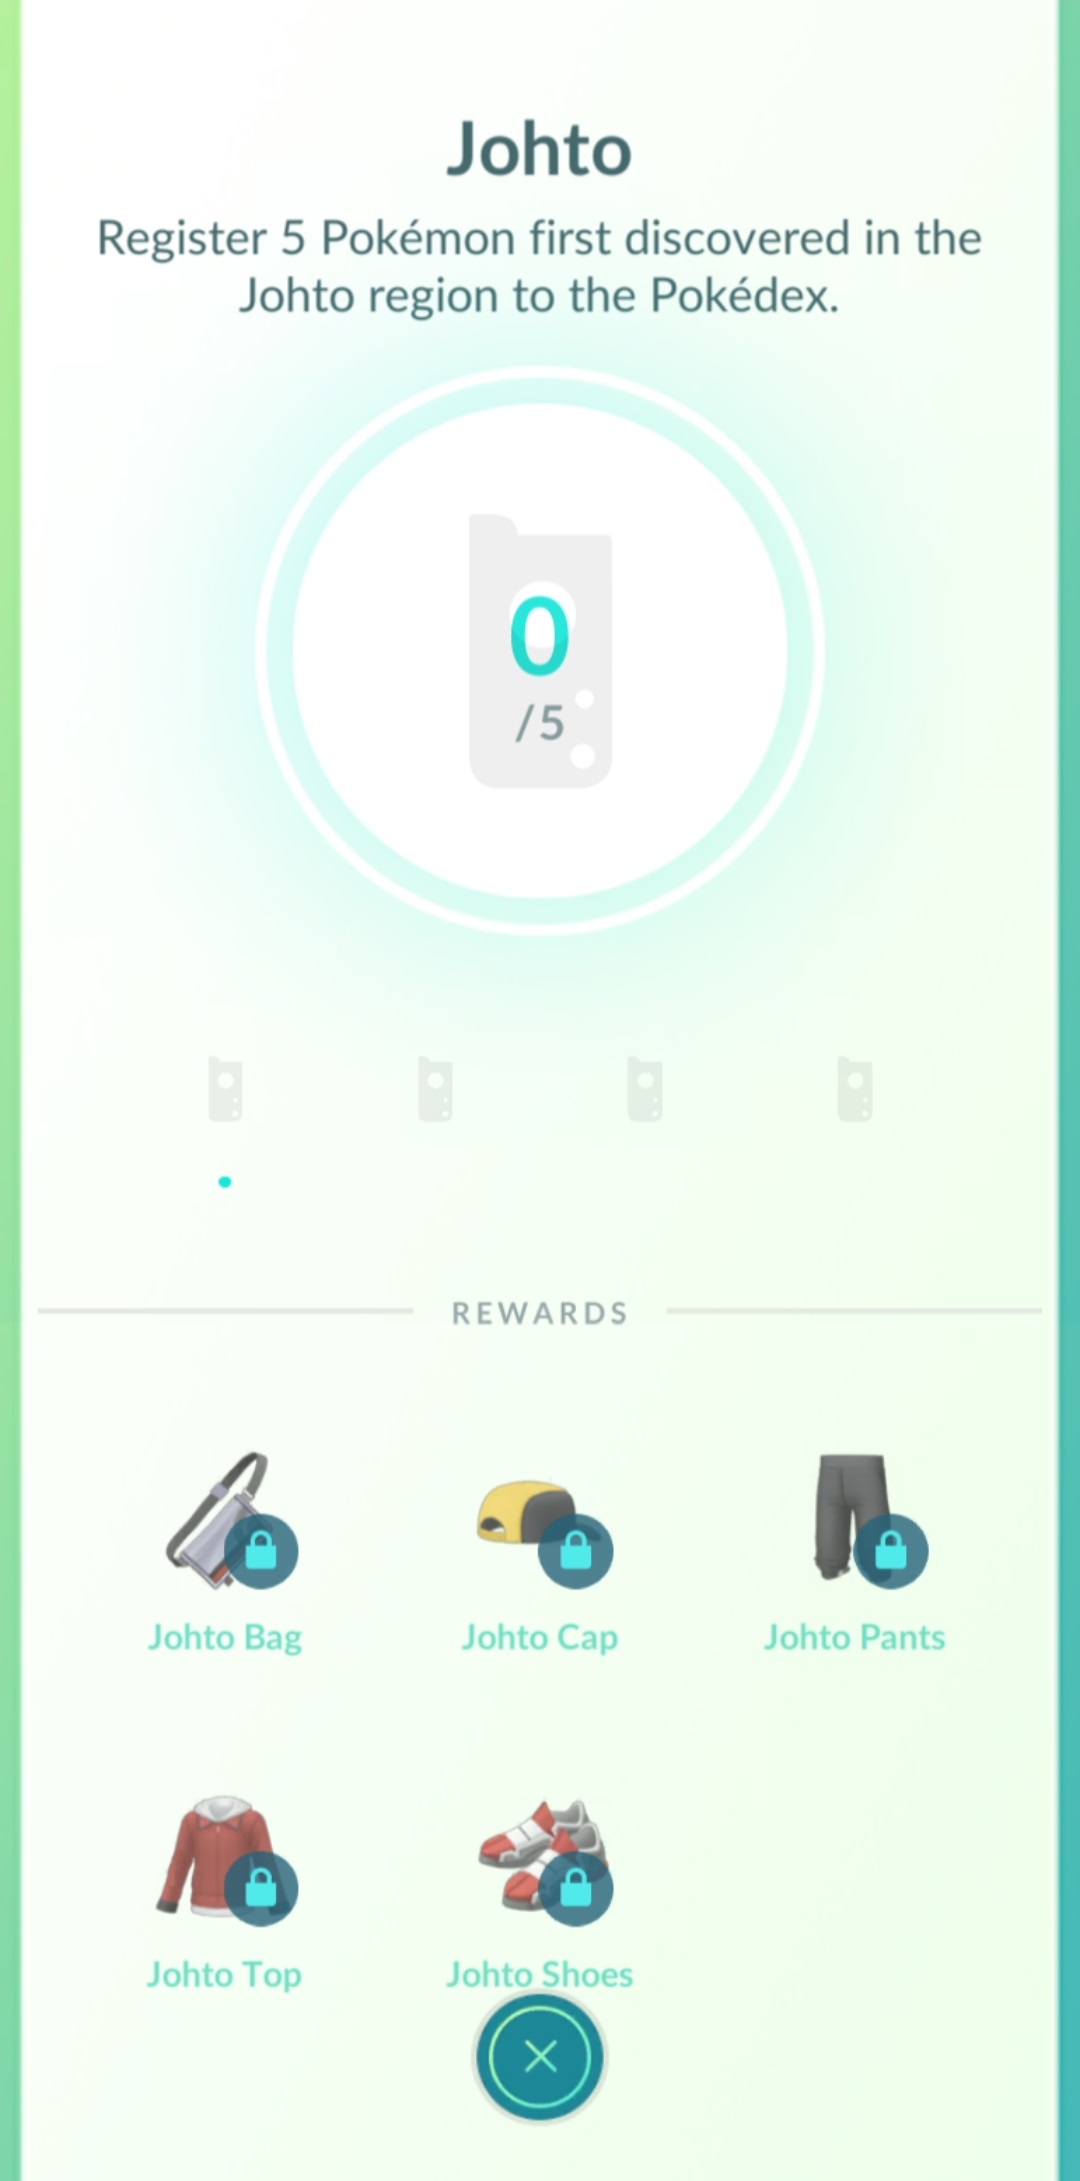 Johto
Register 5 Pokémon first discovered in the
Johto region to the Pokédex.
0
/5
REWARDS
Johto Bag
Johto Cap
Johto Pants
Johto Top
Johto Shoes